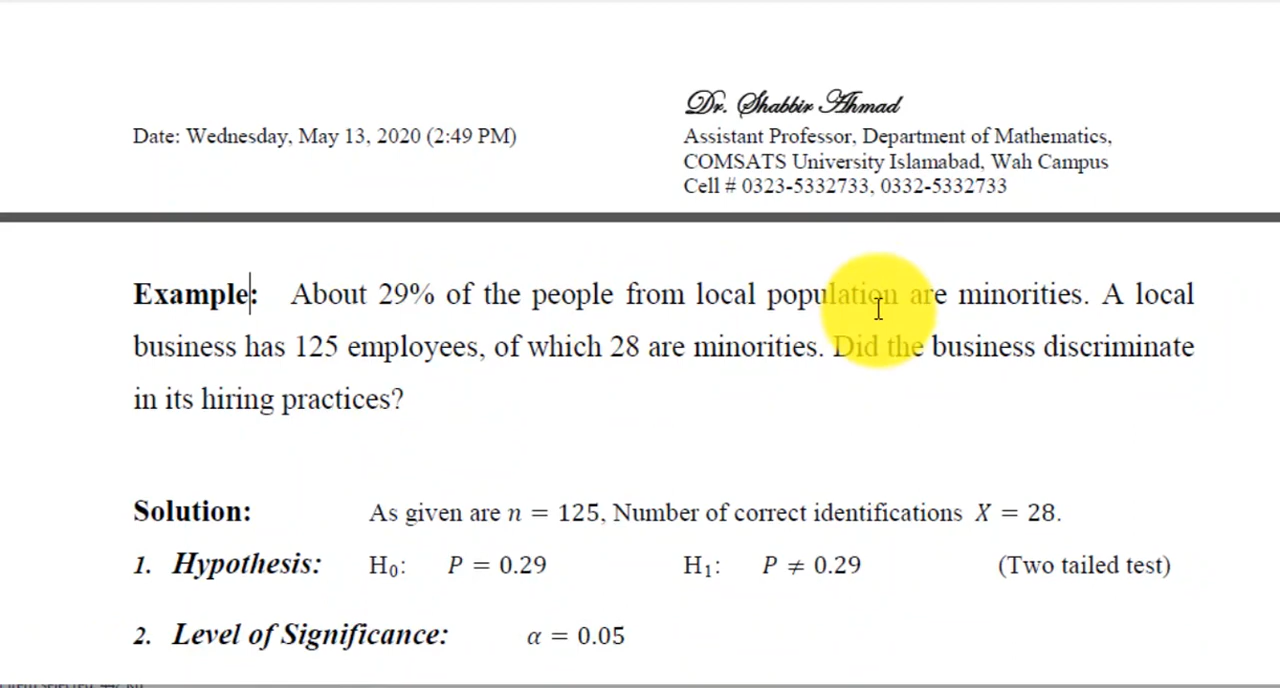 Dr. Shabbir Ahmad
Date: Wednesday, May 13, 2020 (2:49 PM)
Assistant Professor, Department of Mathematics,
COMSATS University Islamabad, Wah Campus
Cell # 0323-5332733, 0332-5332733
Example: About 29% of the people from local population are minorities. A local
business has 125 employees, of which 28 are minorities. Did the business discriminate
in its hiring practices?
Solution: As given are n = 125, Number of correct identifications X = 28.
1. Hypothesis: H₀: P = 0.29 H₁: P ≠ 0.29 (Two tailed test)
2. Level of Significance: α = 0.05